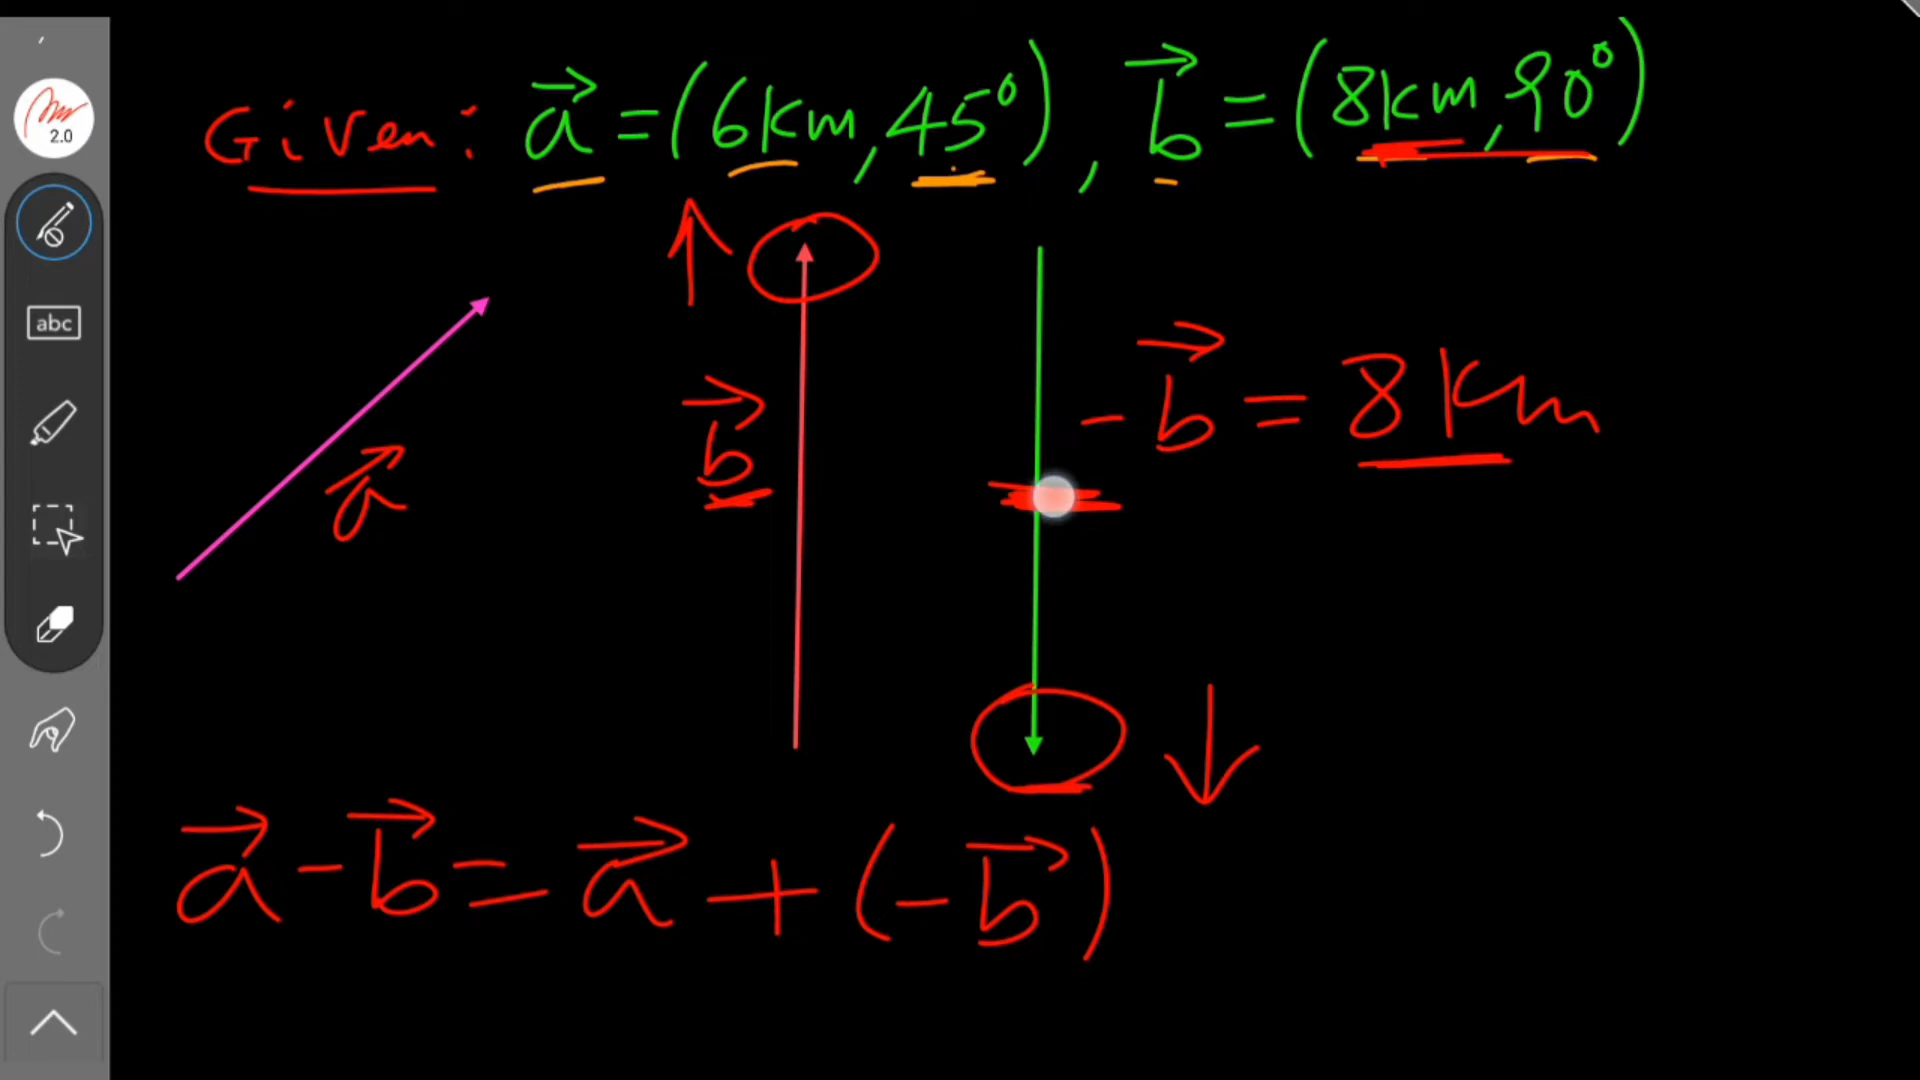 Given: a⃗ = (6km, 45°), b⃗ = (8km, 90°)
2.0
abc
a⃗
b⃗
-b⃗ = 8km
a⃗ - b⃗ = a⃗ + (-b⃗)